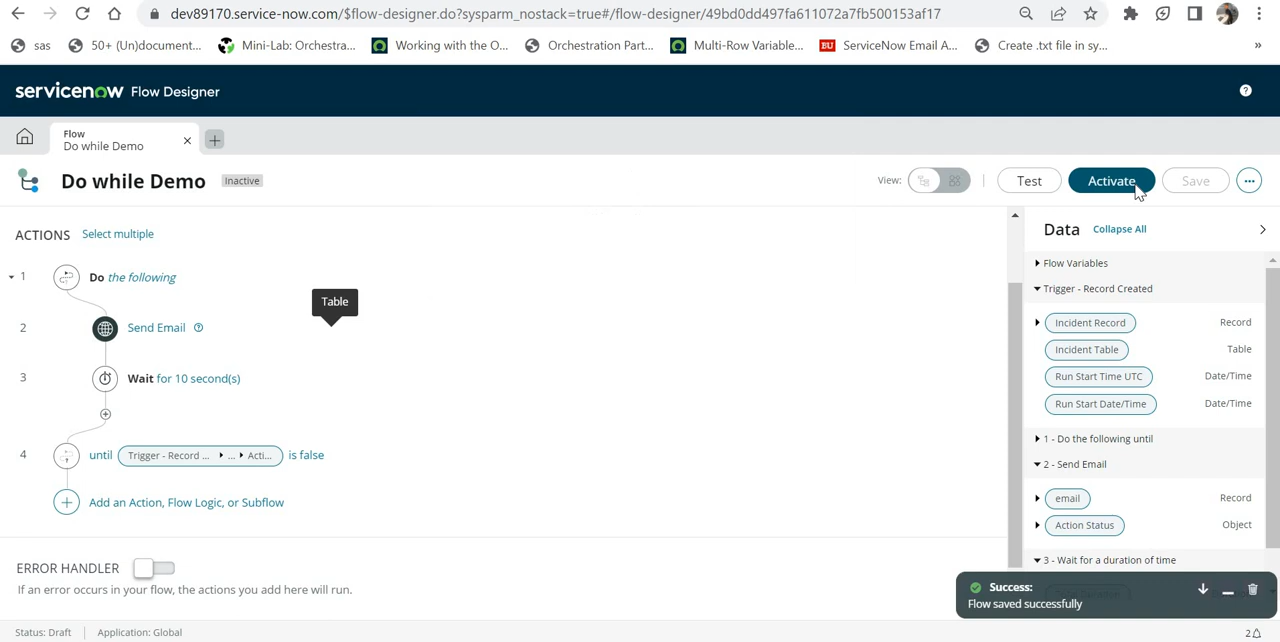 dev89170.service-now.com/$flow-designer.do?sysparm_nostack=true#/flow-designer/49bd0dd497fa611072a7fb500153af17
sas
50+ (Un)document...
Mini-Lab: Orchestra...
Working with the O...
Orchestration Part...
Multi-Row Variable...
BU
ServiceNow Email A...
Create .txt file in sy...
»
servicenow Flow Designer
?
Flow
Do while Demo
Do while Demo
Inactive
View:
Test
Activate
Save
ACTIONS
Select multiple
1
Do the following
Table
2
Send Email
3
Wait for 10 second(s)
4
until
Trigger - Record ...
...
Acti...
is false
Add an Action, Flow Logic, or Subflow
ERROR HANDLER
If an error occurs in your flow, the actions you add here will run.
Data
Collapse All
Flow Variables
Trigger - Record Created
Incident Record
Record
Incident Table
Table
Run Start Time UTC
Date/Time
Run Start Date/Time
Date/Time
1 - Do the following until
2 - Send Email
email
Record
Action Status
Object
3 - Wait for a duration of time
Success:
Flow saved successfully
Status: Draft
Application: Global
2